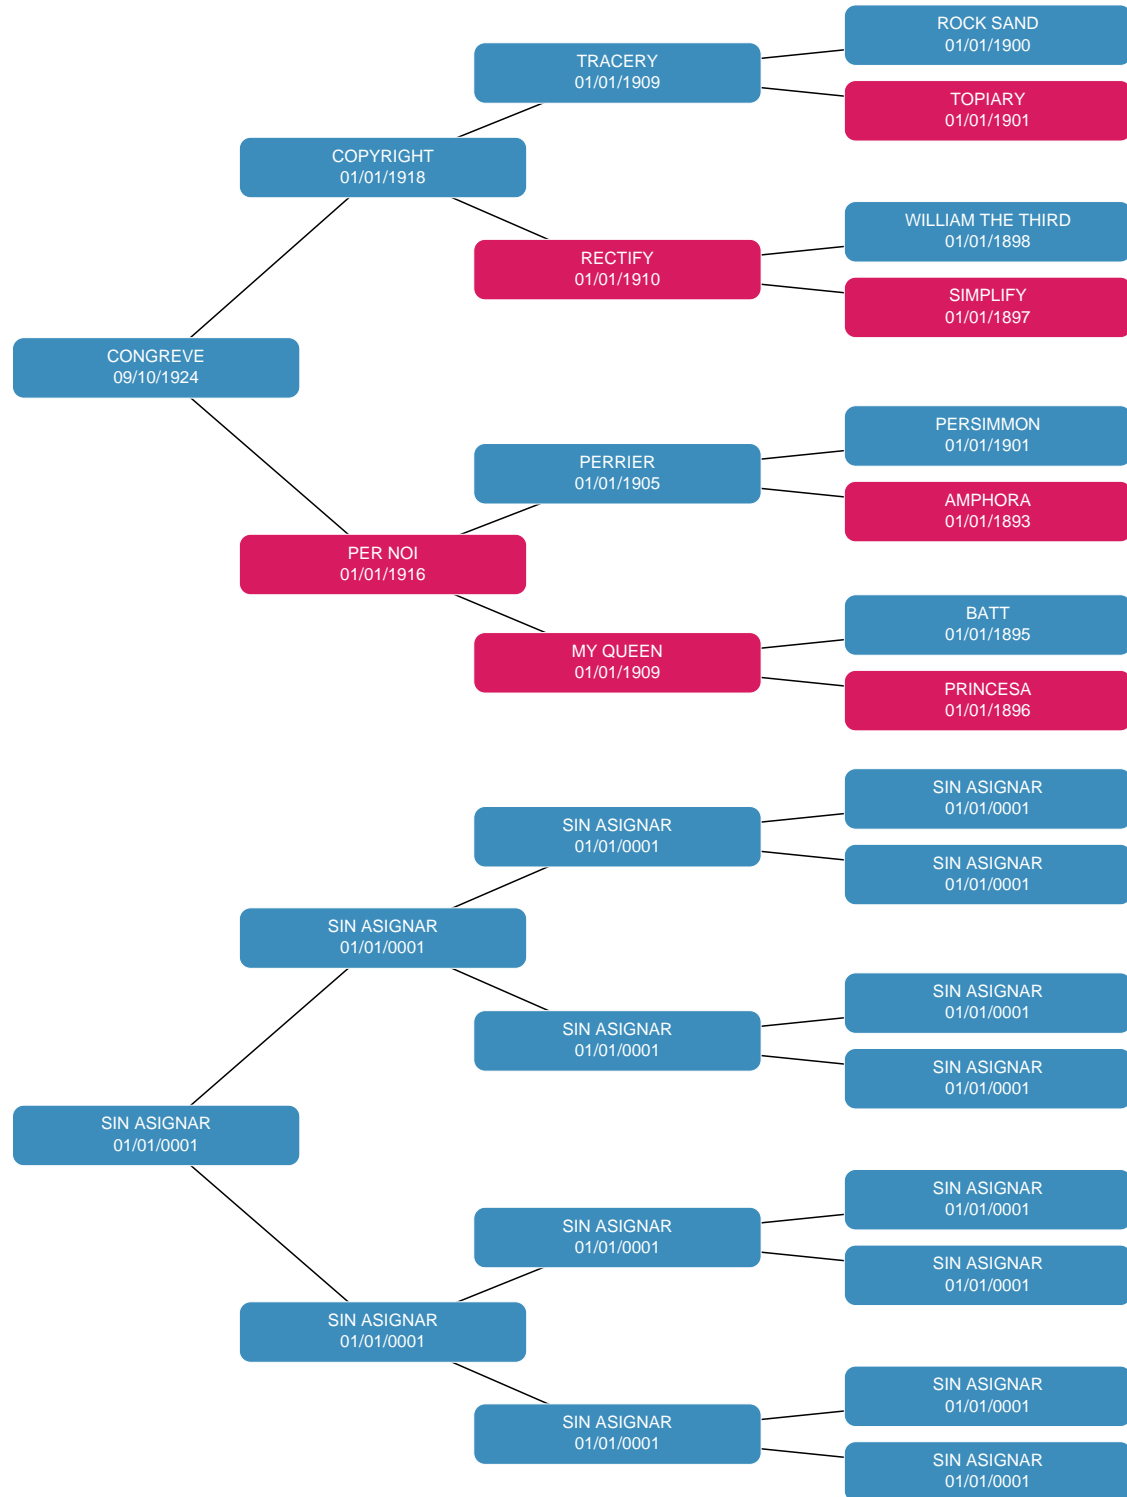 ROCK SAND
01/01/1900
TRACERY
01/01/1909
TOPIARY
01/01/1901
COPYRIGHT
01/01/1918
WILLIAM THE THIRD
01/01/1898
RECTIFY
01/01/1910
SIMPLIFY
01/01/1897
CONGREVE
09/10/1924
PERSIMMON
01/01/1901
PERRIER
01/01/1905
AMPHORA
01/01/1893
PER NOI
01/01/1916
BATT
01/01/1895
MY QUEEN
01/01/1909
PRINCESA
01/01/1896
SIN ASIGNAR
01/01/0001
SIN ASIGNAR
01/01/0001
SIN ASIGNAR
01/01/0001
SIN ASIGNAR
01/01/0001
SIN ASIGNAR
01/01/0001
SIN ASIGNAR
01/01/0001
SIN ASIGNAR
01/01/0001
SIN ASIGNAR
01/01/0001
SIN ASIGNAR
01/01/0001
SIN ASIGNAR
01/01/0001
SIN ASIGNAR
01/01/0001
SIN ASIGNAR
01/01/0001
SIN ASIGNAR
01/01/0001
SIN ASIGNAR
01/01/0001
SIN ASIGNAR
01/01/0001